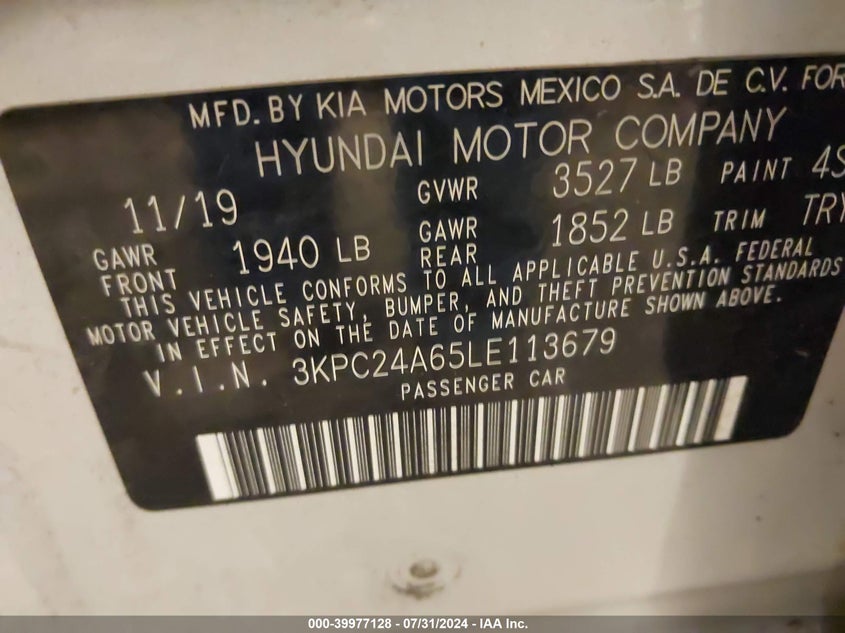 MFD. BY KIA MOTORS MEXICO S.A. DE C.V. FOR
HYUNDAI MOTOR COMPANY
11/19 GVWR 3527 LB PAINT
GAWR FRONT 1940 LB GAWR REAR 1852 LB TRIM
THIS VEHICLE CONFORMS TO ALL APPLICABLE U.S.A. FEDERAL
MOTOR VEHICLE SAFETY, BUMPER, AND THEFT PREVENTION STANDARDS
IN EFFECT ON THE DATE OF MANUFACTURE SHOWN ABOVE.
V.I.N. 3KPC24A65LE113679
PASSENGER CAR
000-39977128 - 07/31/2024 - IAA Inc.